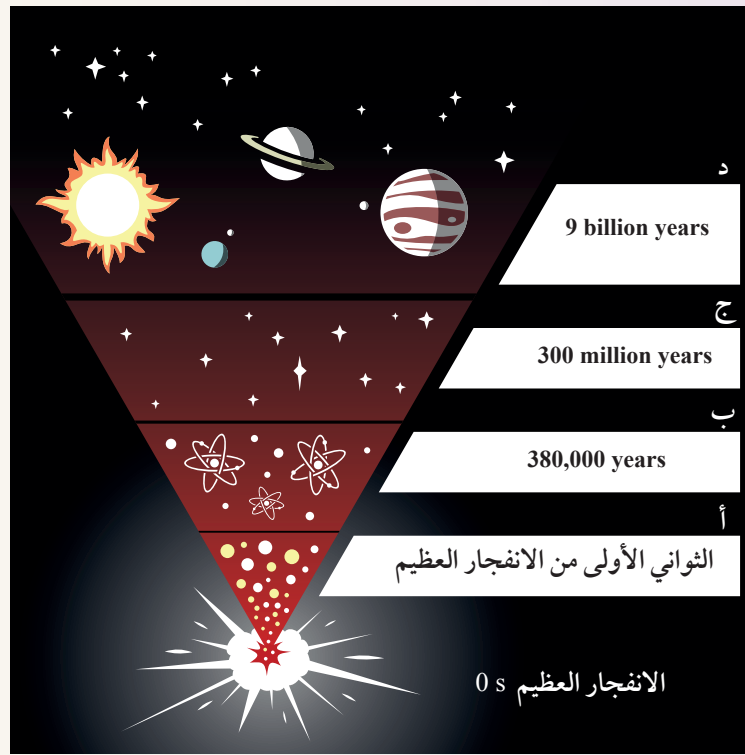 د
9 billion years
ج
300 million years
ب
380,000 years
أ
الثواني الأولى من الانفجار العظيم
الانفجار العظيم 0 s